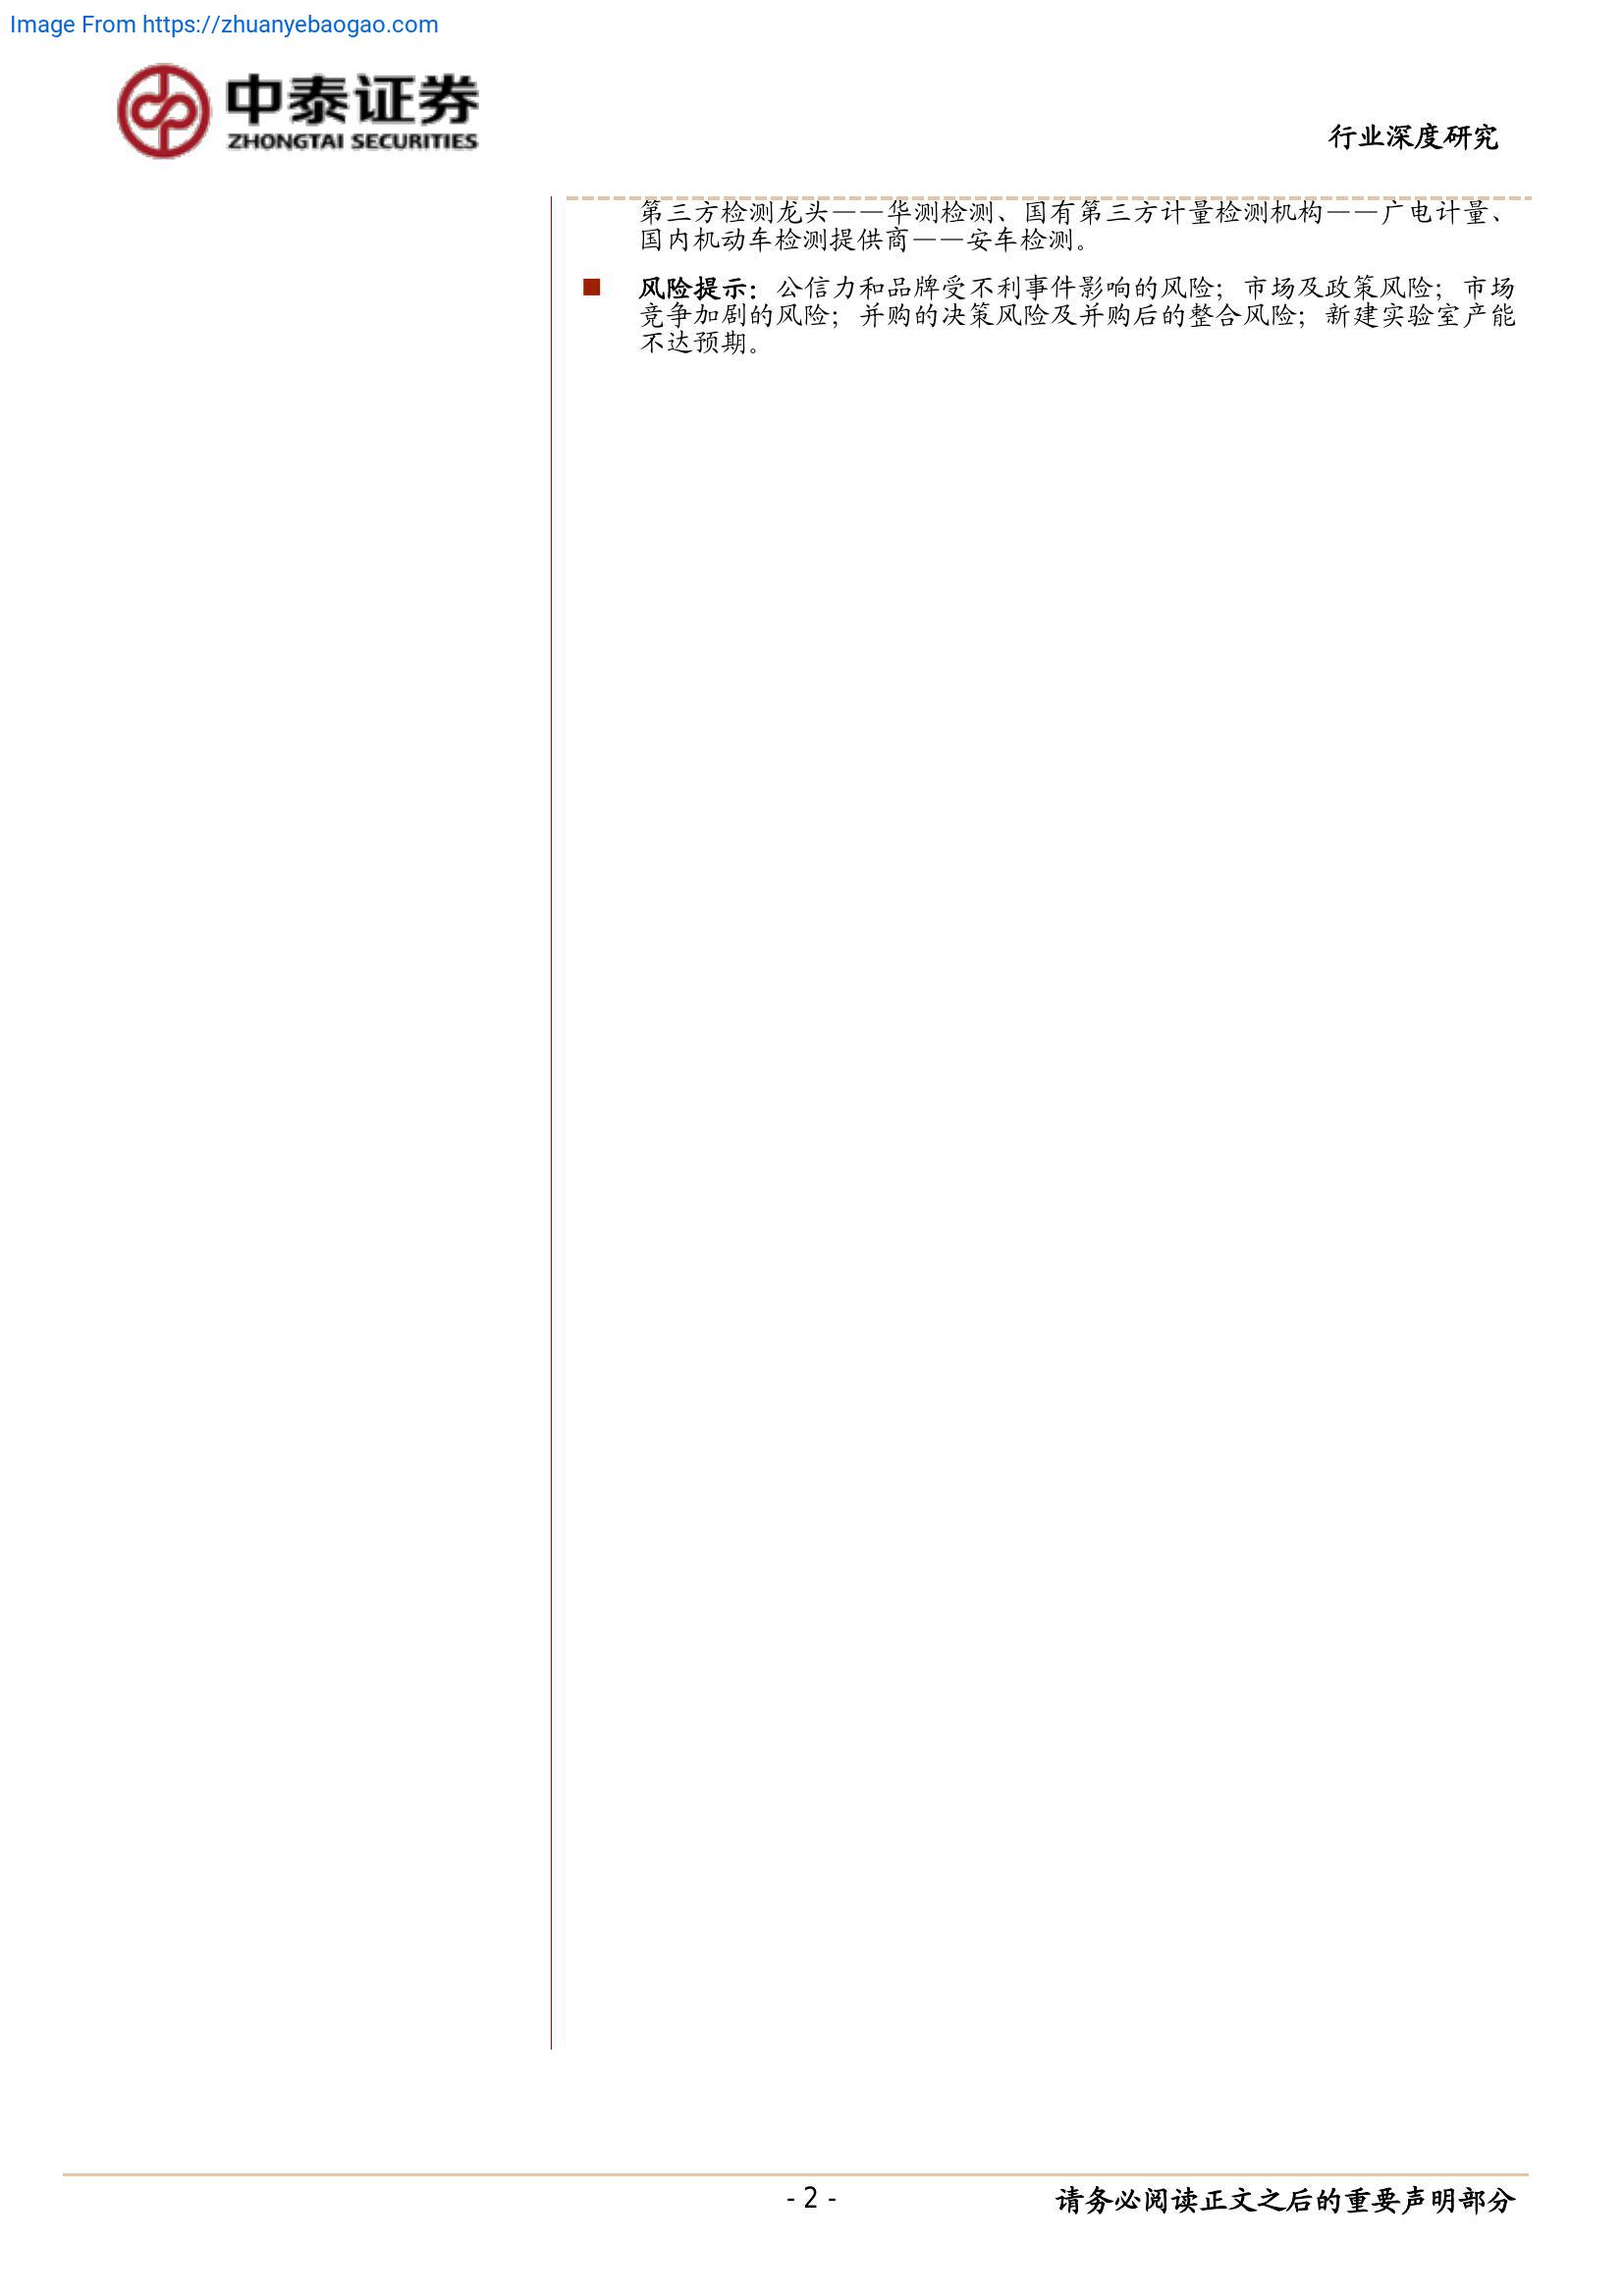 Image From https://zhuanyebaogao.com
中泰证券
ZHONGTAI SECURITIES
行业深度研究
第三方检测龙头——华测检测、国有第三方计量检测机构——广电计量、
国内机动车检测提供商——安车检测。
■ 风险提示：公信力和品牌受不利事件影响的风险；市场及政策风险；市场
竞争加剧的风险；并购的决策风险及并购后的整合风险；新建实验室产能
不达预期。
- 2 -
请务必阅读正文之后的重要声明部分